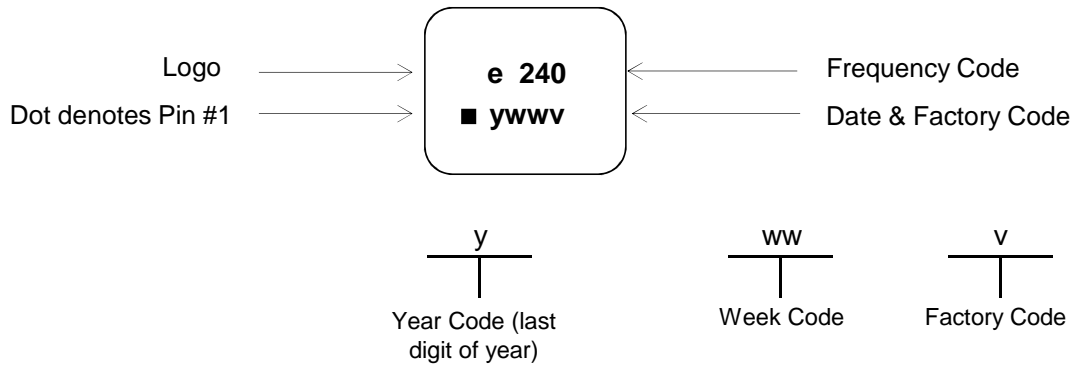 Logo
e 240
Frequency Code
Dot denotes Pin #1
■ ywwv
Date & Factory Code
y
ww
v
Year Code (last
digit of year)
Week Code
Factory Code